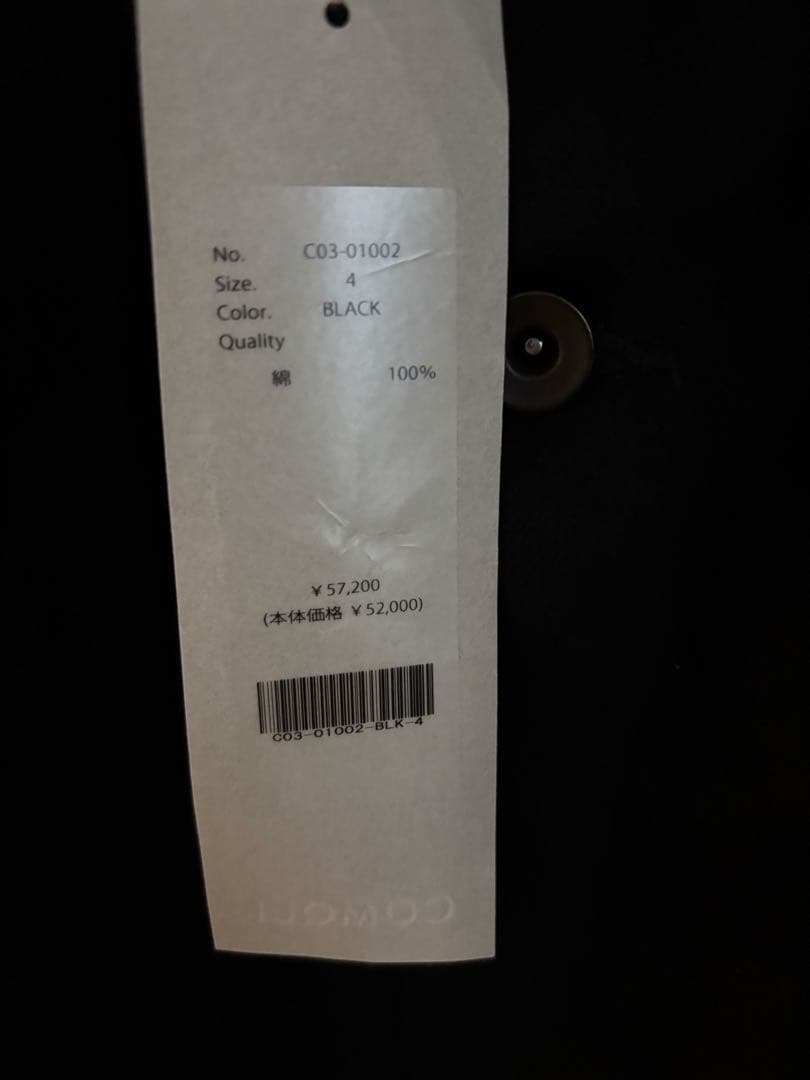 No. C03-01002
Size. 4
Color. BLACK
Quality
綿 100%
￥57,200
(本体価格 ￥52,000)
C03-01002-BLK-4
COMOLI